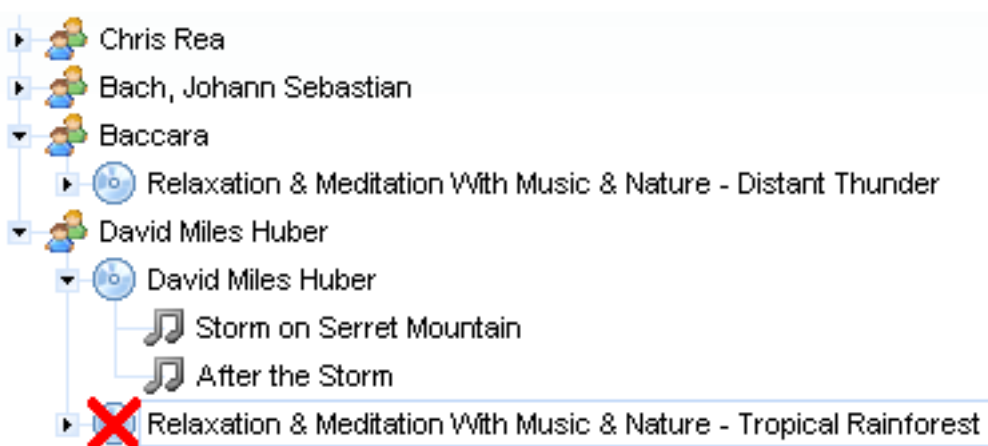 Chris Rea
Bach, Johann Sebastian
Baccara
Relaxation & Meditation With Music & Nature - Distant Thunder
David Miles Huber
David Miles Huber
Storm on Serret Mountain
After the Storm
Relaxation & Meditation With Music & Nature - Tropical Rainforest